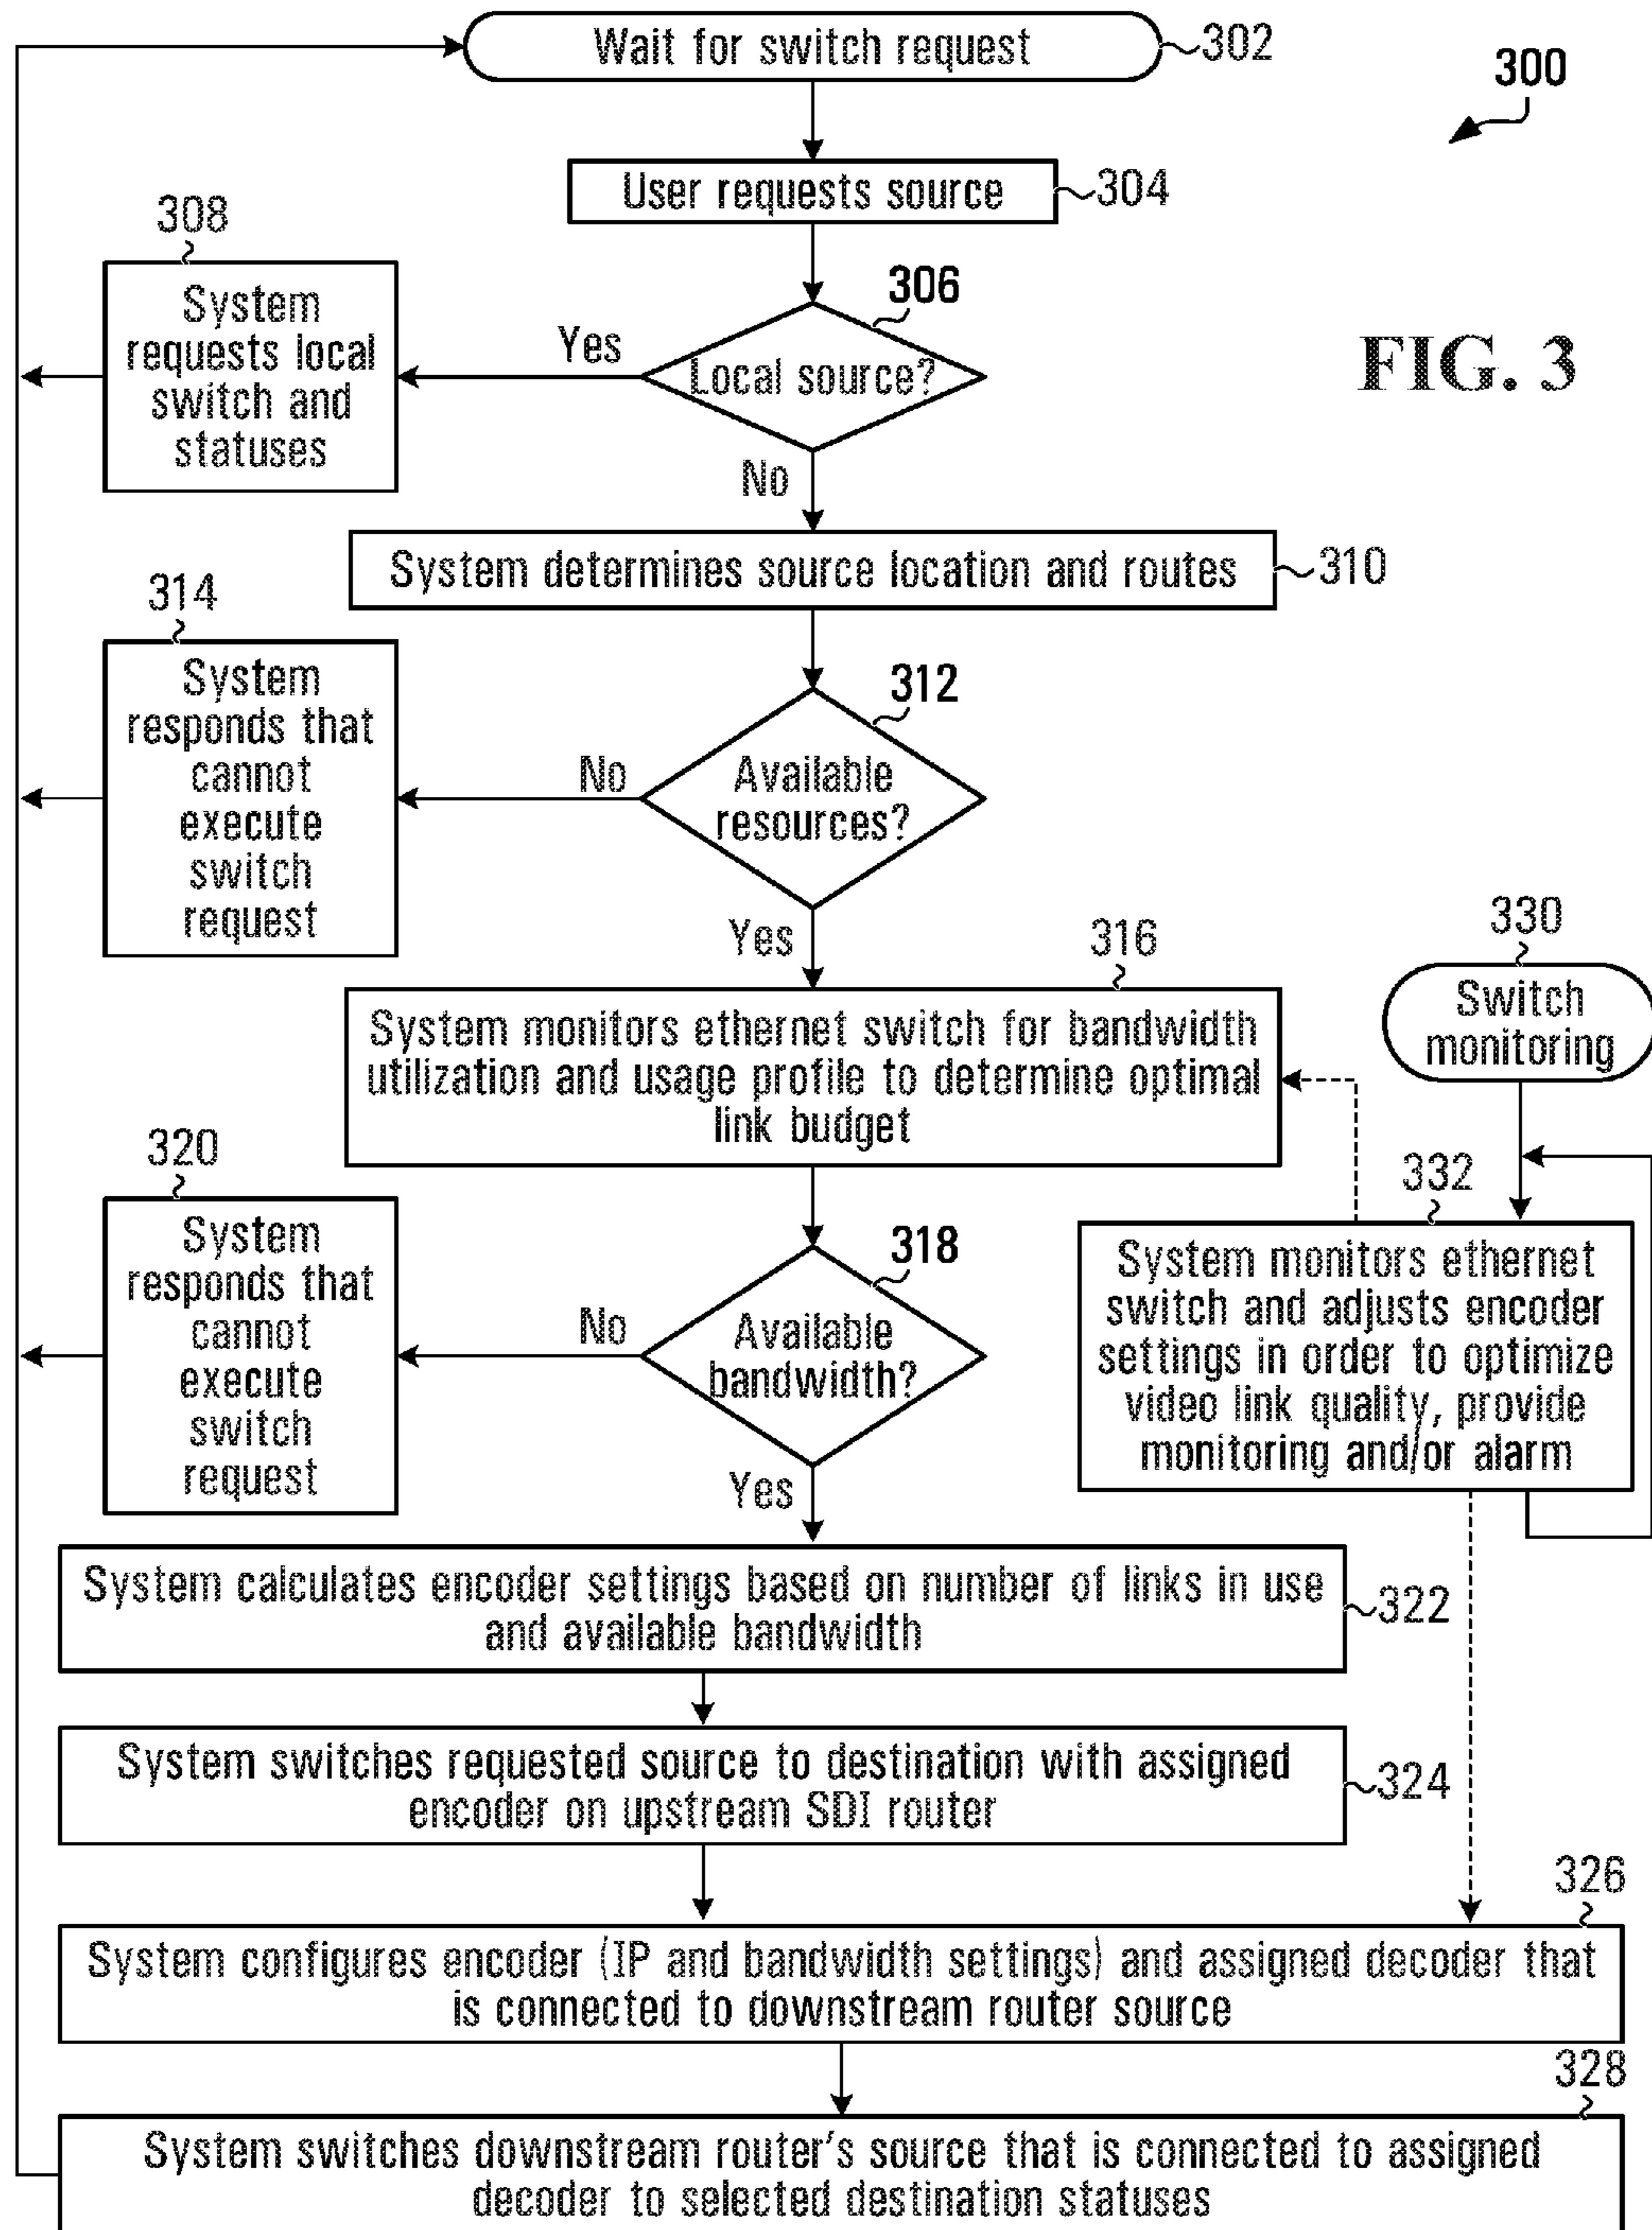 Wait for switch request
302
300
User requests source
304
308
System
requests local
switch and
statuses
306
Yes
Local source?
FIG. 3
No
System determines source location and routes
310
314
System
responds that
cannot
execute
switch
request
312
No
Available
resources?
Yes
316
330
Switch
monitoring
System monitors ethernet switch for bandwidth
utilization and usage profile to determine optimal
link budget
320
System
responds that
cannot
execute
switch
request
318
No
Available
bandwidth?
Yes
332
System monitors ethernet
switch and adjusts encoder
settings in order to optimize
video link quality, provide
monitoring and/or alarm
System calculates encoder settings based on number of links in use
and available bandwidth
322
System switches requested source to destination with assigned
encoder on upstream SDI router
324
326
System configures encoder (IP and bandwidth settings) and assigned decoder that
is connected to downstream router source
328
System switches downstream router's source that is connected to assigned
decoder to selected destination statuses